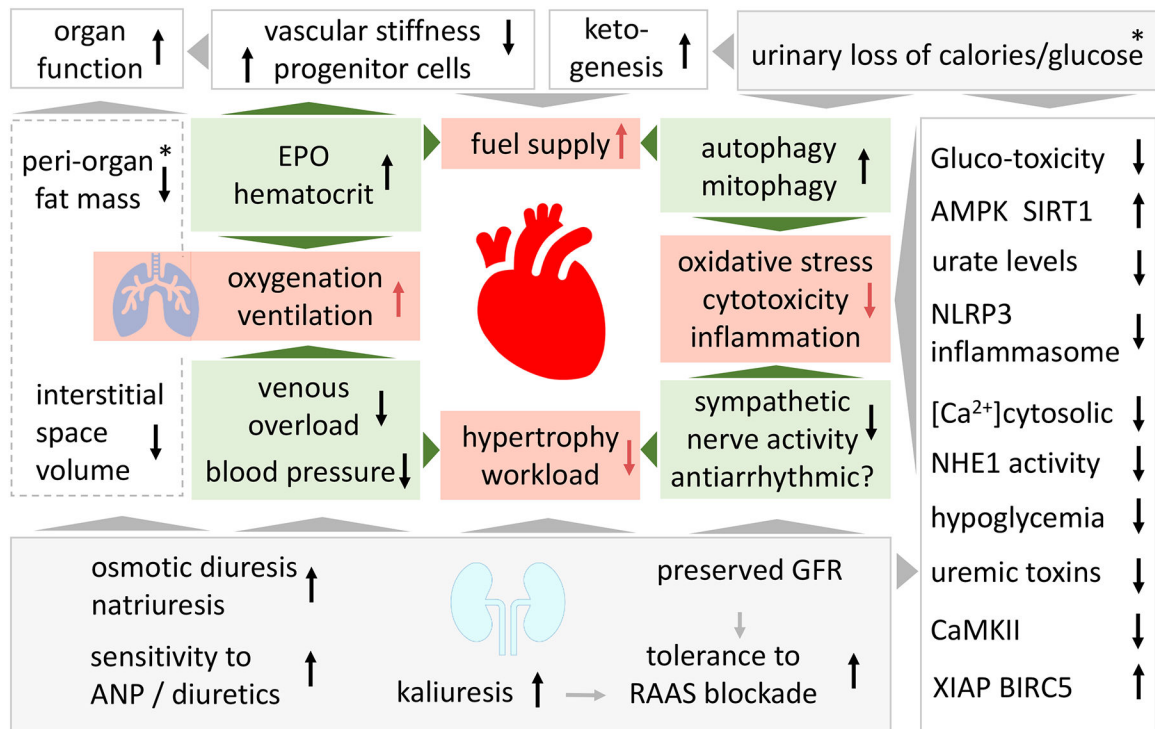 organ
function ↑
vascular stiffness ↓
↑ progenitor cells
keto-
genesis ↑
urinary loss of calories/glucose*
peri-organ*
fat mass ↓
EPO
hematocrit ↑
fuel supply ↑
autophagy
mitophagy ↑
oxygenation
ventilation ↑
oxidative stress
cytotoxicity ↓
inflammation
interstitial
space
volume ↓
venous
overload ↓
blood pressure ↓
hypertrophy
workload ↓
sympathetic
nerve activity ↓
antiarrhythmic?
Gluco-toxicity ↓
AMPK SIRT1 ↑
urate levels ↓
NLRP3
inflammasome ↓
[Ca²⁺]cytosolic ↓
NHE1 activity ↓
hypoglycemia ↓
uremic toxins ↓
CaMKII ↓
XIAP BIRC5 ↑
osmotic diuresis
natriuresis ↑
sensitivity to
ANP / diuretics ↑
kaliuresis ↑
preserved GFR
tolerance to
RAAS blockade ↑